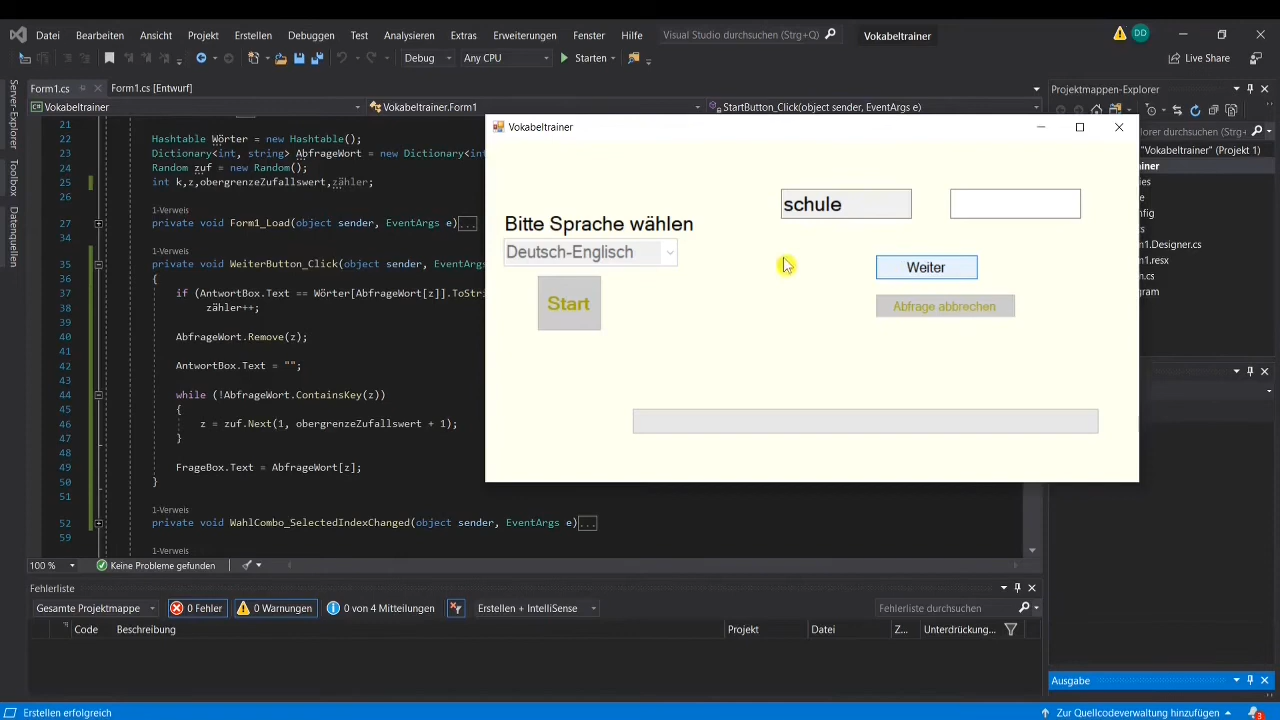 Datei Bearbeiten Ansicht Projekt Erstellen Debuggen Test Analysieren Extras Erweiterungen Fenster Hilfe Visual Studio durchsuchen (Strg+Q) Vokabeltrainer DD
Debug Any CPU Starten Live Share
Form1.cs Form1.cs [Entwurf] Projektmappen-Explorer
Vokabeltrainer Vokabeltrainer.Form1 StartButton_Click(object sender, EventArgs e)
Server-Explorer
Toolbox
Datenquellen
21
22 Hashtable Wörter = new Hashtable();
23 Dictionary<int, string> AbfrageWort = new Dictionary<int
24 Random zuf = new Random();
25 int k,z,obergrenzeZufallswert,zähler;
26
1-Verweis
27 private void Form1_Load(object sender, EventArgs e) ...
34
1-Verweis
35 private void WeiterButton_Click(object sender, EventArgs
36 {
37 if (AntwortBox.Text == Wörter[AbfrageWort[z]].ToStri
38 zähler++;
39
40 AbfrageWort.Remove(z);
41
42 AntwortBox.Text = "";
43
44 while (!AbfrageWort.ContainsKey(z))
45 {
46 z = zuf.Next(1, obergrenzeZufallswert + 1);
47 }
48
49 FrageBox.Text = AbfrageWort[z];
50 }
51
1-Verweis
52 private void WahlCombo_SelectedIndexChanged(object sender, EventArgs e) ...
59
1-Verweis
Vokabeltrainer
Bitte Sprache wählen
Deutsch-Englisch
Start
schule
Weiter
Abfrage abbrechen
orer durchsuchen (Strg
"Vokabeltrainer" (Projekt 1)
ainer
es
nfig
1.Designer.cs
1.resx
n.cs
gram
100 % Keine Probleme gefunden
Fehlerliste
Gesamte Projektmappe 0 Fehler 0 Warnungen 0 von 4 Mitteilungen Erstellen + IntelliSense Fehlerliste durchsuchen
Code Beschreibung Projekt Datei Z... Unterdrückung...
Ausgabe
Erstellen erfolgreich Zur Quellcodeverwaltung hinzufügen